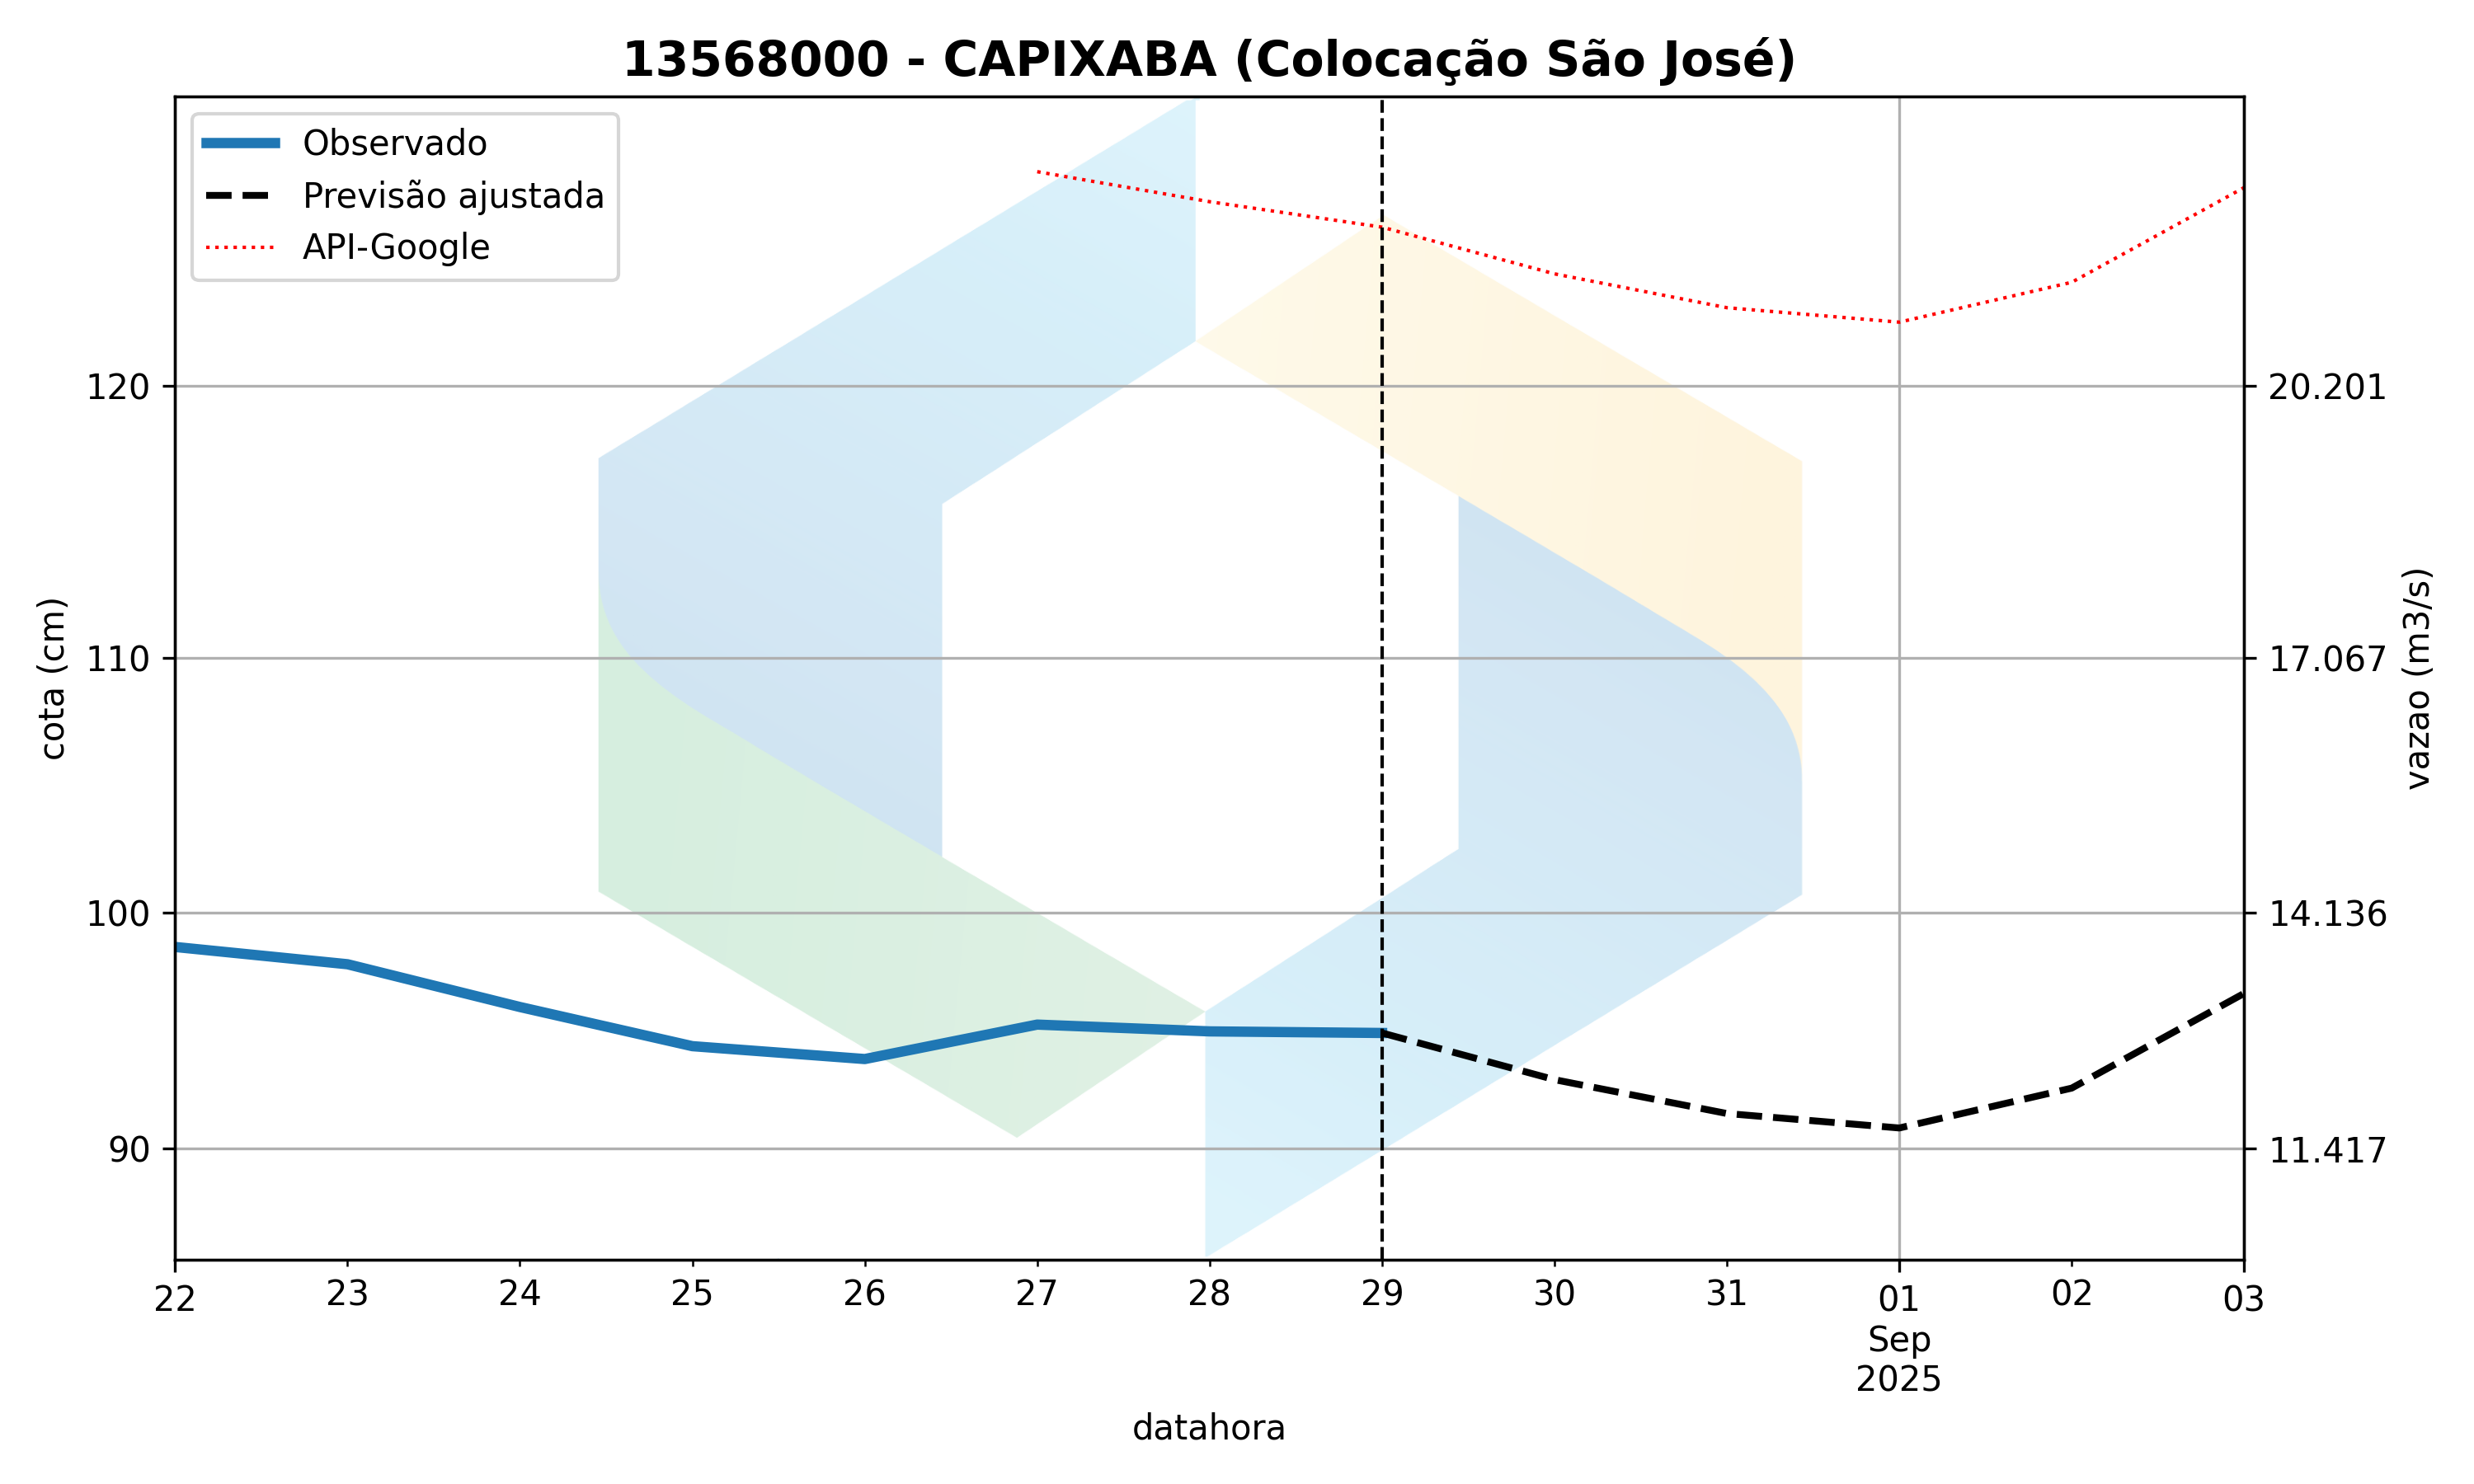 13568000 - CAPIXABA (Colocação São José)
Observado
Previsão ajustada
API-Google
120
110
100
90
cota (cm)
20.201
17.067
14.136
11.417
vazao (m3/s)
22 23 24 25 26 27 28 29 30 31 01 02 03
Sep
2025
datahora